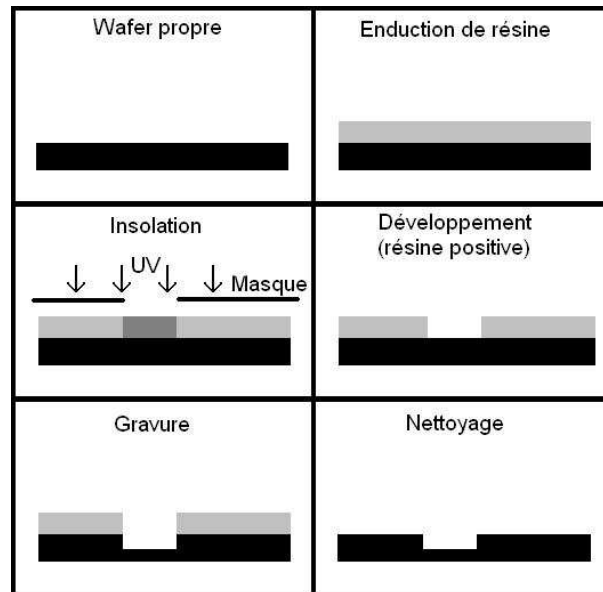 Wafer propre
Enduction de résine
Insolation
UV
Masque
Développement
(résine positive)
Gravure
Nettoyage